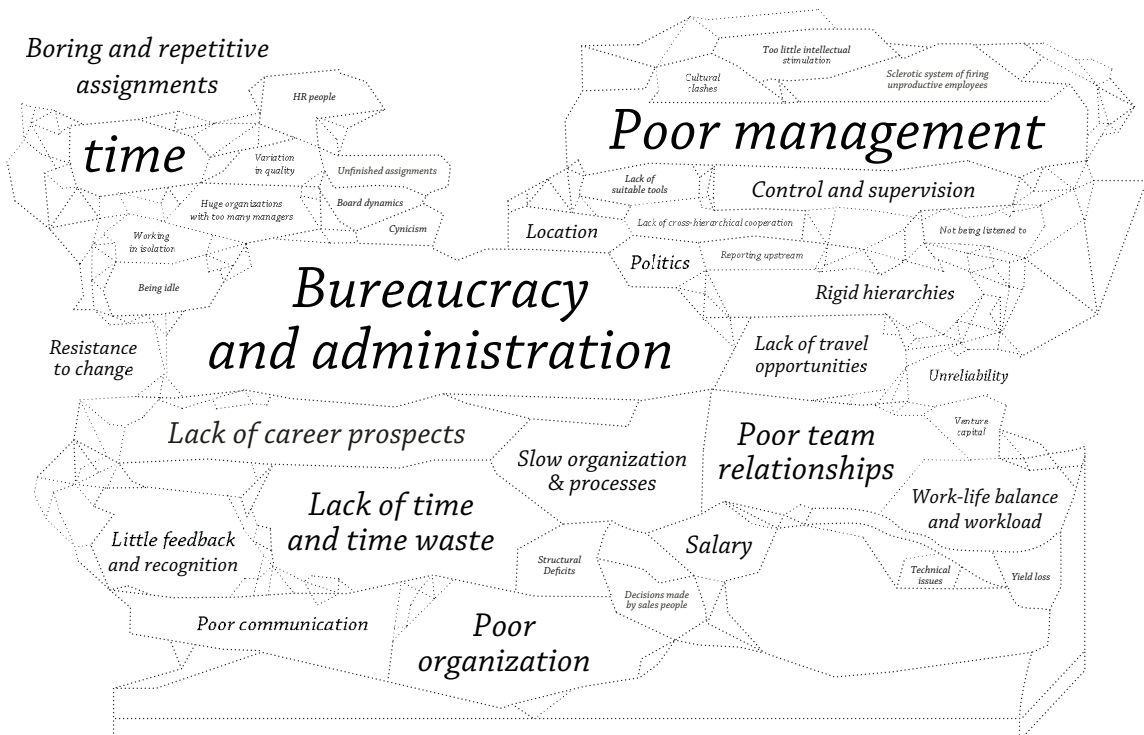 Boring and repetitive
assignments
HR people
time
Variation
in quality
Unfinished assignments
Huge organizations
with too many managers
Board dynamics
Cynicism
Working
in isolation
Being idle
Too little intellectual
stimulation
Cultural
clashes
Sclerotic system of firing
unproductive employees
Poor management
Lack of
suitable tools
Control and supervision
Location
Lack of cross-hierarchical cooperation
Not being listened to
Politics
Reporting upstream
Rigid hierarchies
Bureaucracy
and administration
Resistance
to change
Lack of travel
opportunities
Unreliability
Lack of career prospects
Slow organization
& processes
Poor team
relationships
Venture
capital
Work-life balance
and workload
Lack of time
and time waste
Little feedback
and recognition
Salary
Structural
Deficits
Technical
issues
Yield loss
Decisions made
by sales people
Poor communication
Poor
organization